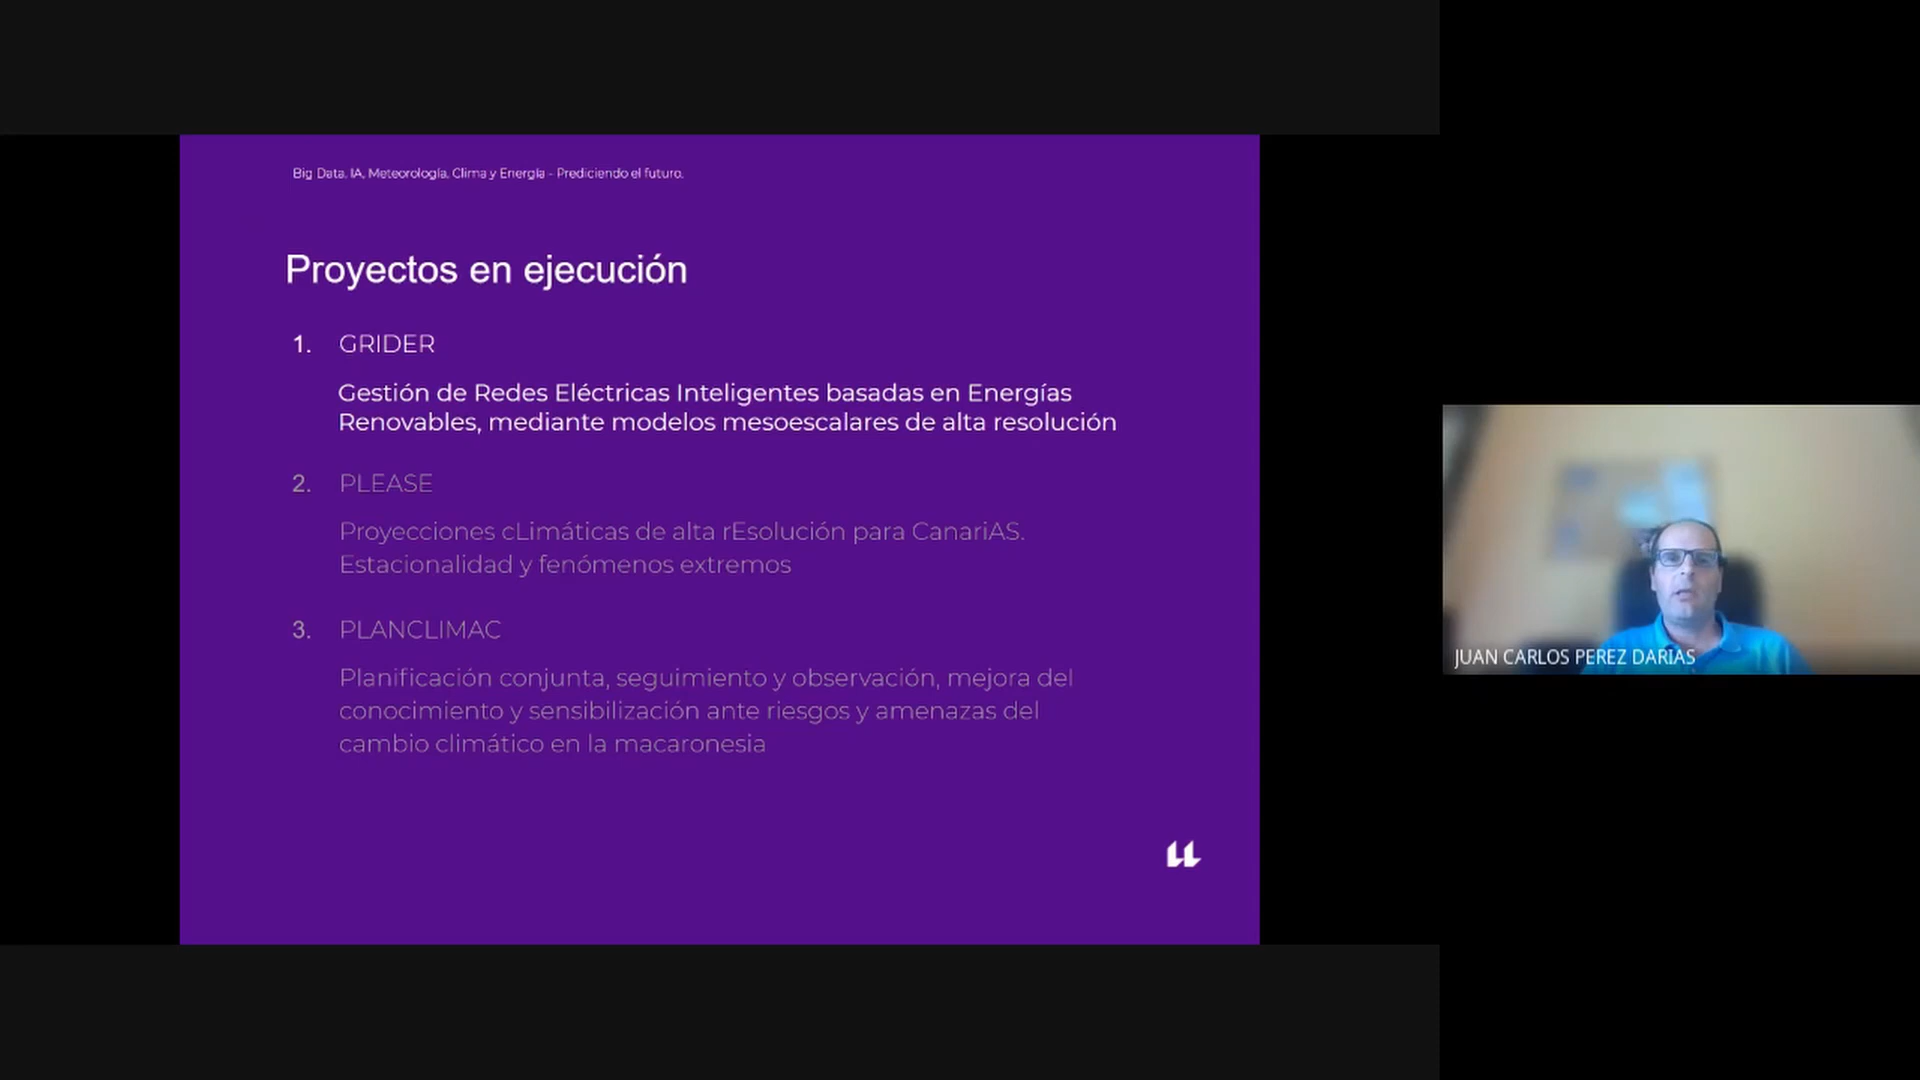 Big Data, IA, Meteorología, Clima y Energía - Prediciendo el futuro.
Proyectos en ejecución
1. GRIDER
Gestión de Redes Eléctricas Inteligentes basadas en Energías
Renovables, mediante modelos mesoescalares de alta resolución
2. PLEASE
Proyecciones cLimáticas de alta rEsolución para CanariAS.
Estacionalidad y fenómenos extremos
3. PLANCLIMAC
Planificación conjunta, seguimiento y observación, mejora del
conocimiento y sensibilización ante riesgos y amenazas del
cambio climático en la macaronesia
JUAN CARLOS PEREZ DARIAS